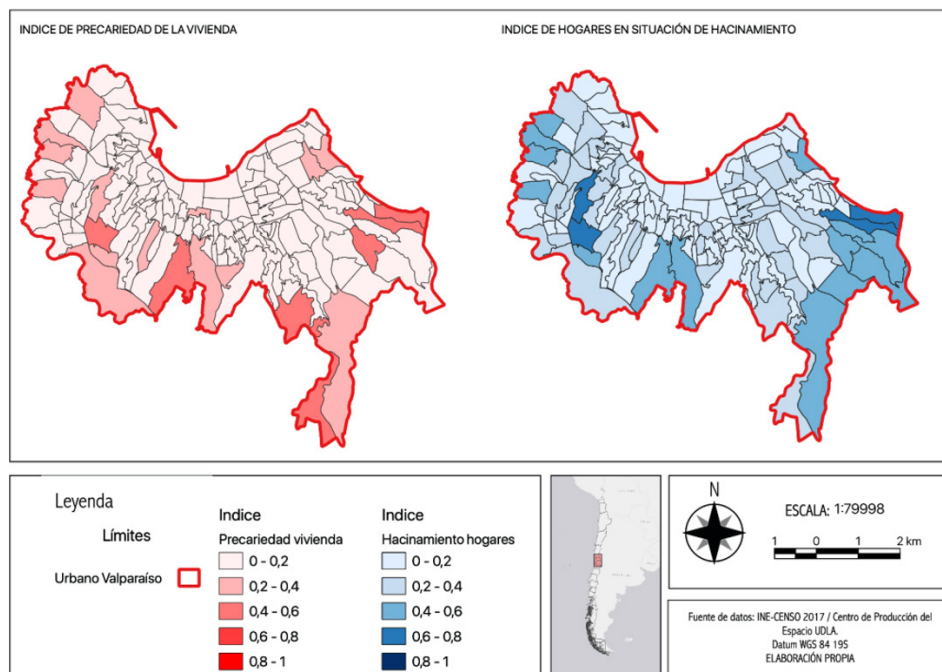 INDICE DE PRECARIEDAD DE LA VIVIENDA
INDICE DE HOGARES EN SITUACIÓN DE HACINAMIENTO
Leyenda
Límites
Urbano Valparaíso
Indice
Precariedad vivienda
0 - 0,2
0,2 - 0,4
0,4 - 0,6
0,6 - 0,8
0,8 - 1
Indice
Hacinamiento hogares
0 - 0,2
0,2 - 0,4
0,4 - 0,6
0,6 - 0,8
0,8 - 1
N
ESCALA: 1:79998
1 0 1 2 km
Fuente de datos: INE-CENSO 2017 / Centro de Producción del
Espacio UDLA.
Datum WGS 84 19S
ELABORACIÓN PROPIA